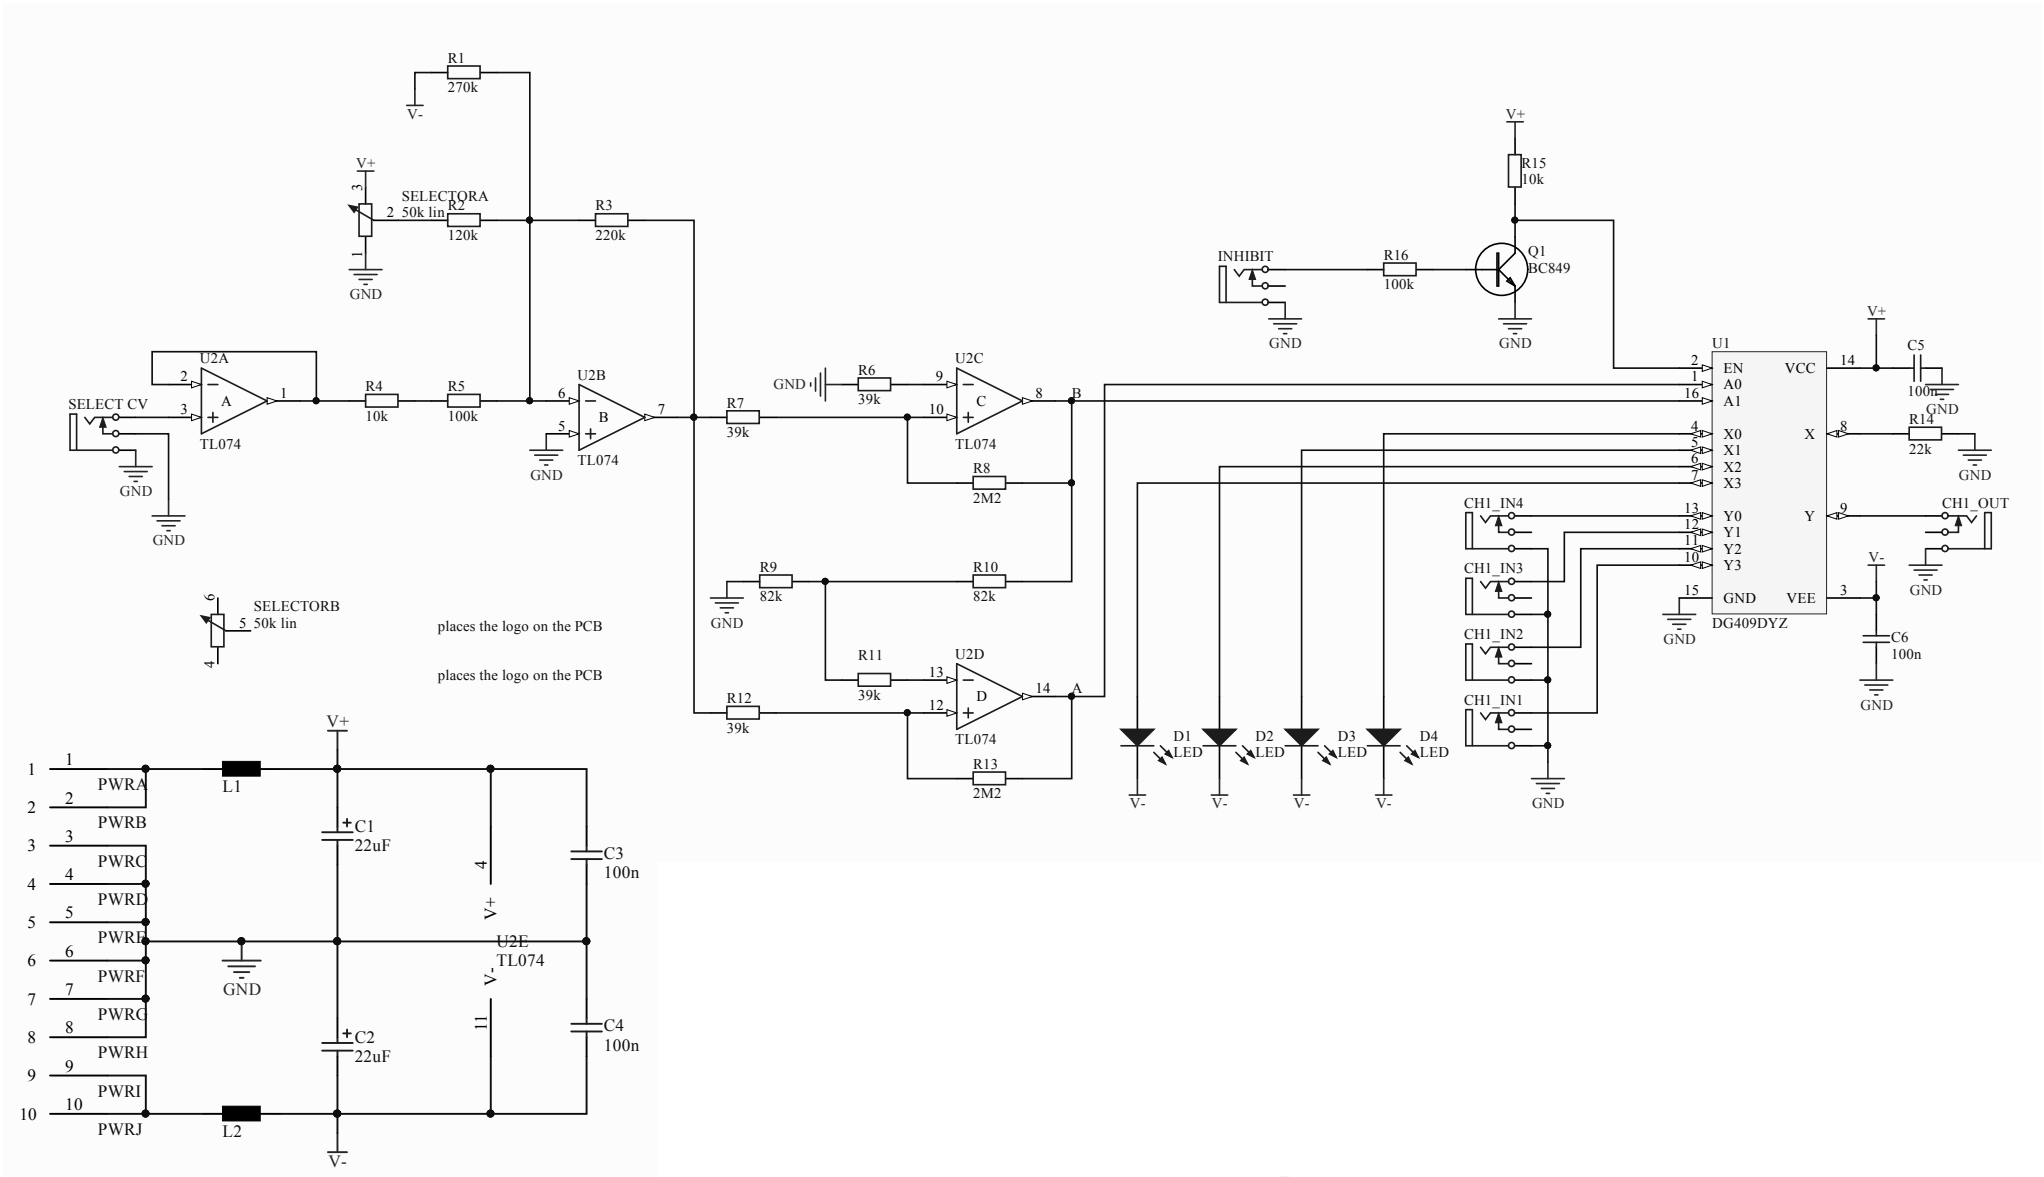 R1
270k
V-
V+
3
SELECTORA
2
50k lin
R2
120k
1
GND
R3
220k
U2A
2
A
1
3
TL074
SELECT CV
GND
GND
R4
10k
R5
100k
U2B
6
B
7
5
TL074
GND
R7
39k
GND
R6
39k
U2C
9
C
8
B
10
TL074
R8
2M2
R9
82k
GND
R10
82k
R11
39k
U2D
13
D
14
A
12
TL074
R12
39k
R13
2M2
6
SELECTORB
5
50k lin
4
places the logo on the PCB
places the logo on the PCB
V+
R15
10k
INHIBIT
GND
R16
100k
Q1
BC849
GND
U1
2
EN
1
A0
16
A1
4
X0
5
X1
6
X2
7
X3
13
Y0
12
Y1
11
Y2
10
Y3
15
GND
GND
DG409DYZ
VCC
14
V+
C5
100n
GND
X
8
R14
22k
GND
Y
9
CH1_OUT
GND
V-
VEE
3
C6
100n
GND
CH1_IN4
CH1_IN3
CH1_IN2
CH1_IN1
GND
D1
LED
V-
D2
LED
V-
D3
LED
V-
D4
LED
V-
1
1
PWRA
2
2
PWRB
3
3
PWRC
4
4
PWRD
5
5
PWRE
6
6
PWRF
7
7
PWRG
8
8
PWRH
9
9
PWRI
10
10
PWRJ
L1
L2
GND
V+
C1
22uF
C2
22uF
V-
4
V+
U2E
TL074
V-
11
C3
100n
C4
100n